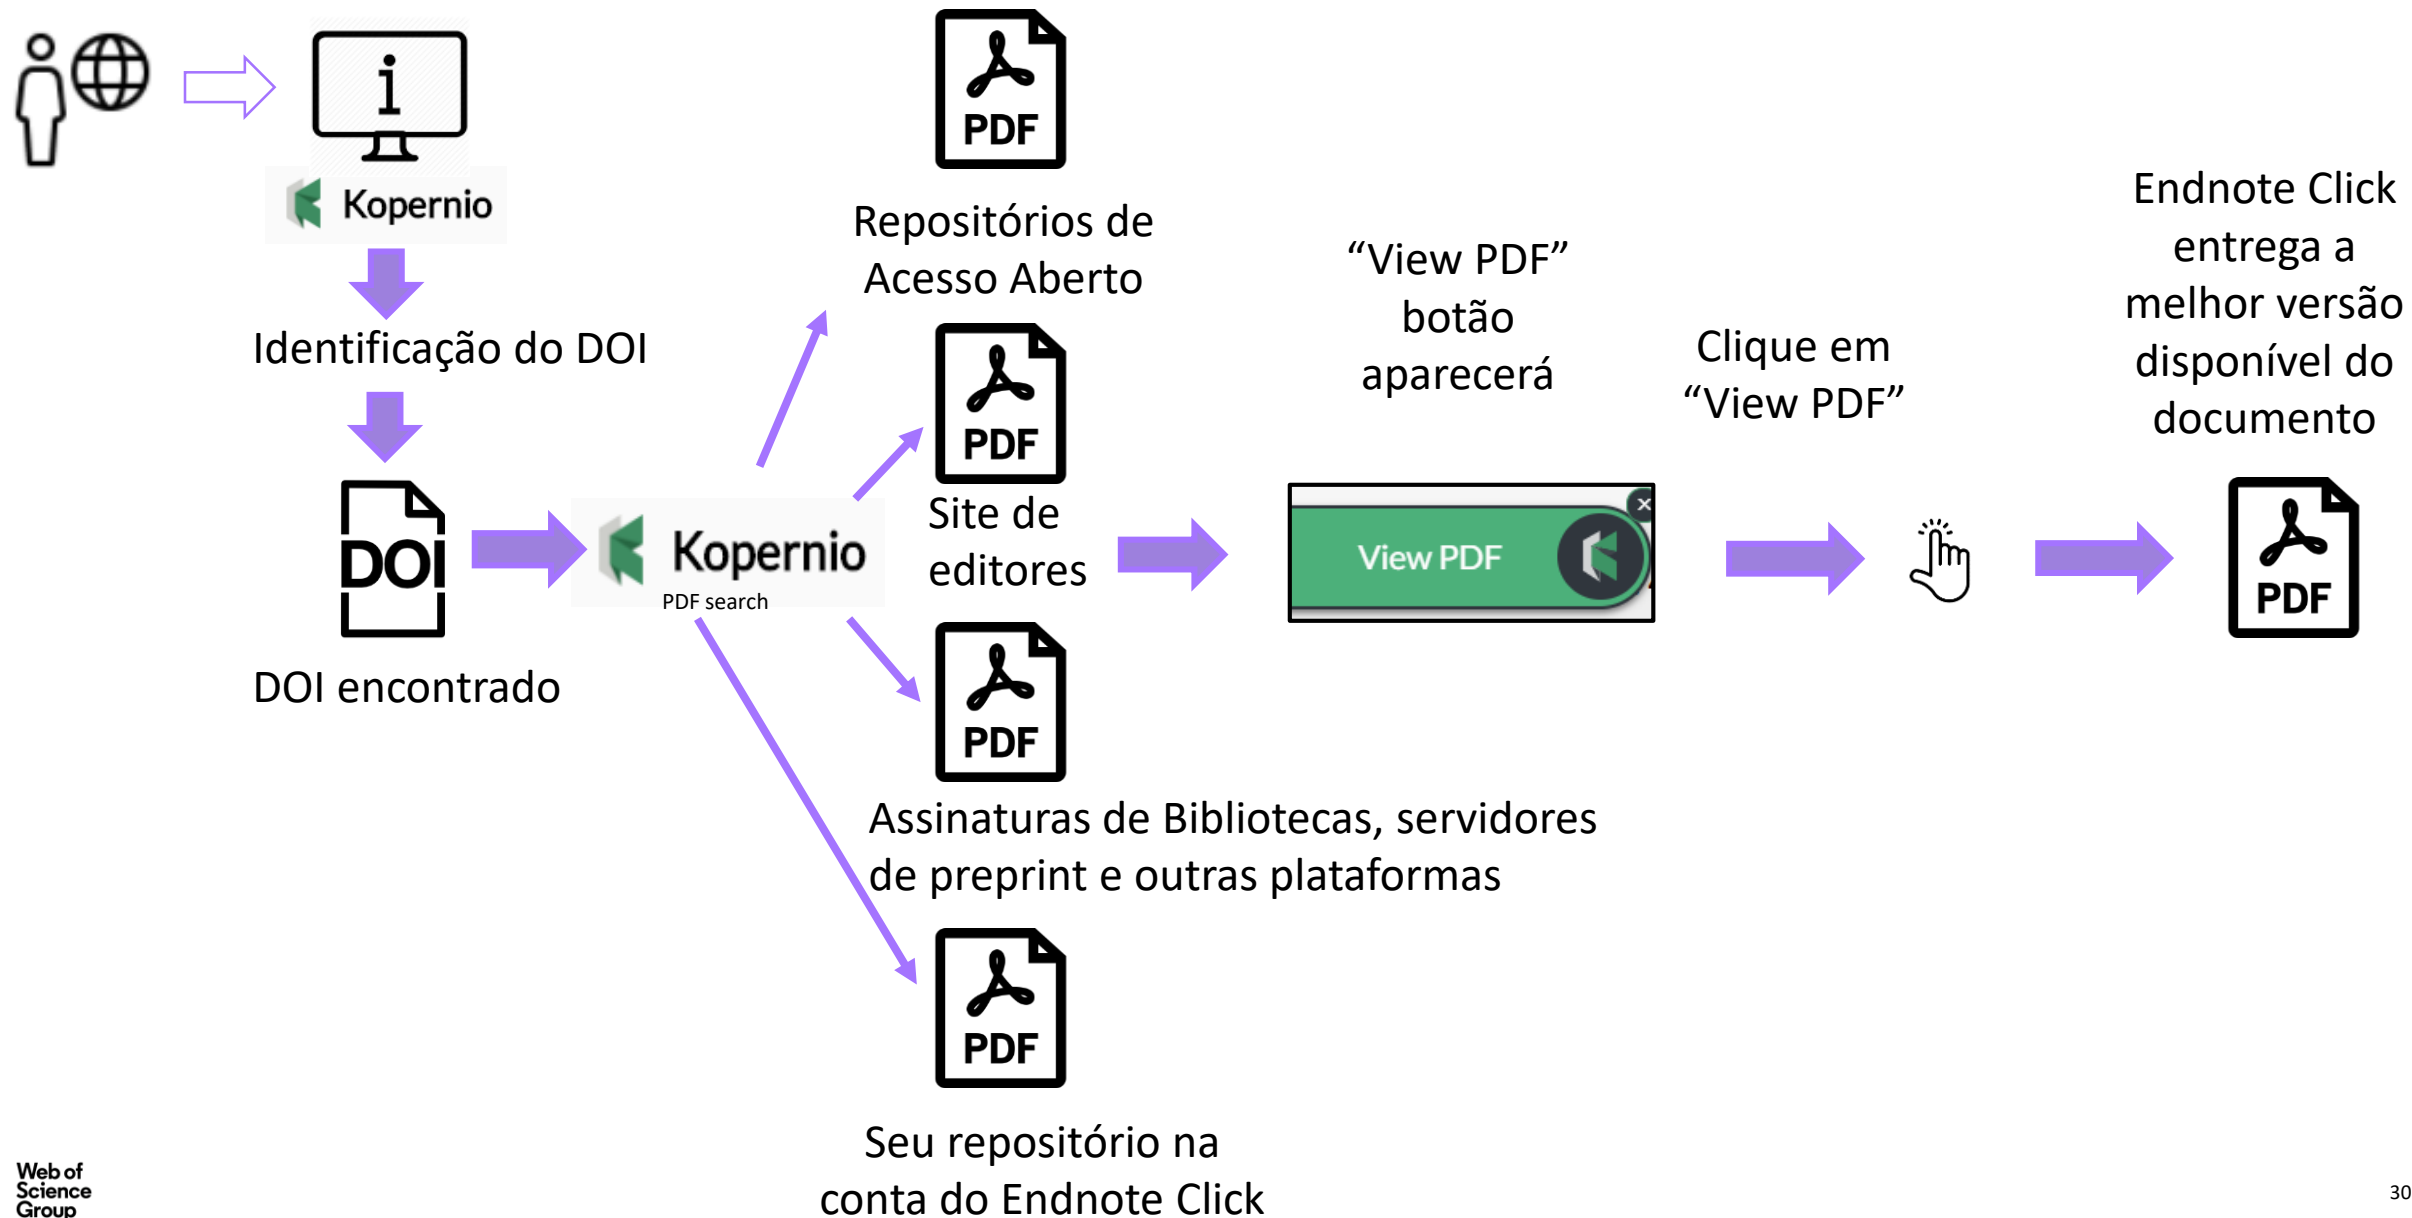 i
Kopernio
Identificação do DOI
DOI
DOI encontrado
Kopernio
PDF search
PDF
Repositórios de
Acesso Aberto
PDF
Site de
editores
PDF
Assinaturas de Bibliotecas, servidores
de preprint e outras plataformas
PDF
Seu repositório na
conta do Endnote Click
“View PDF”
botão
aparecerá
View PDF
Clique em
“View PDF”
Endnote Click
entrega a
melhor versão
disponível do
documento
PDF
Web of
Science
Group
30